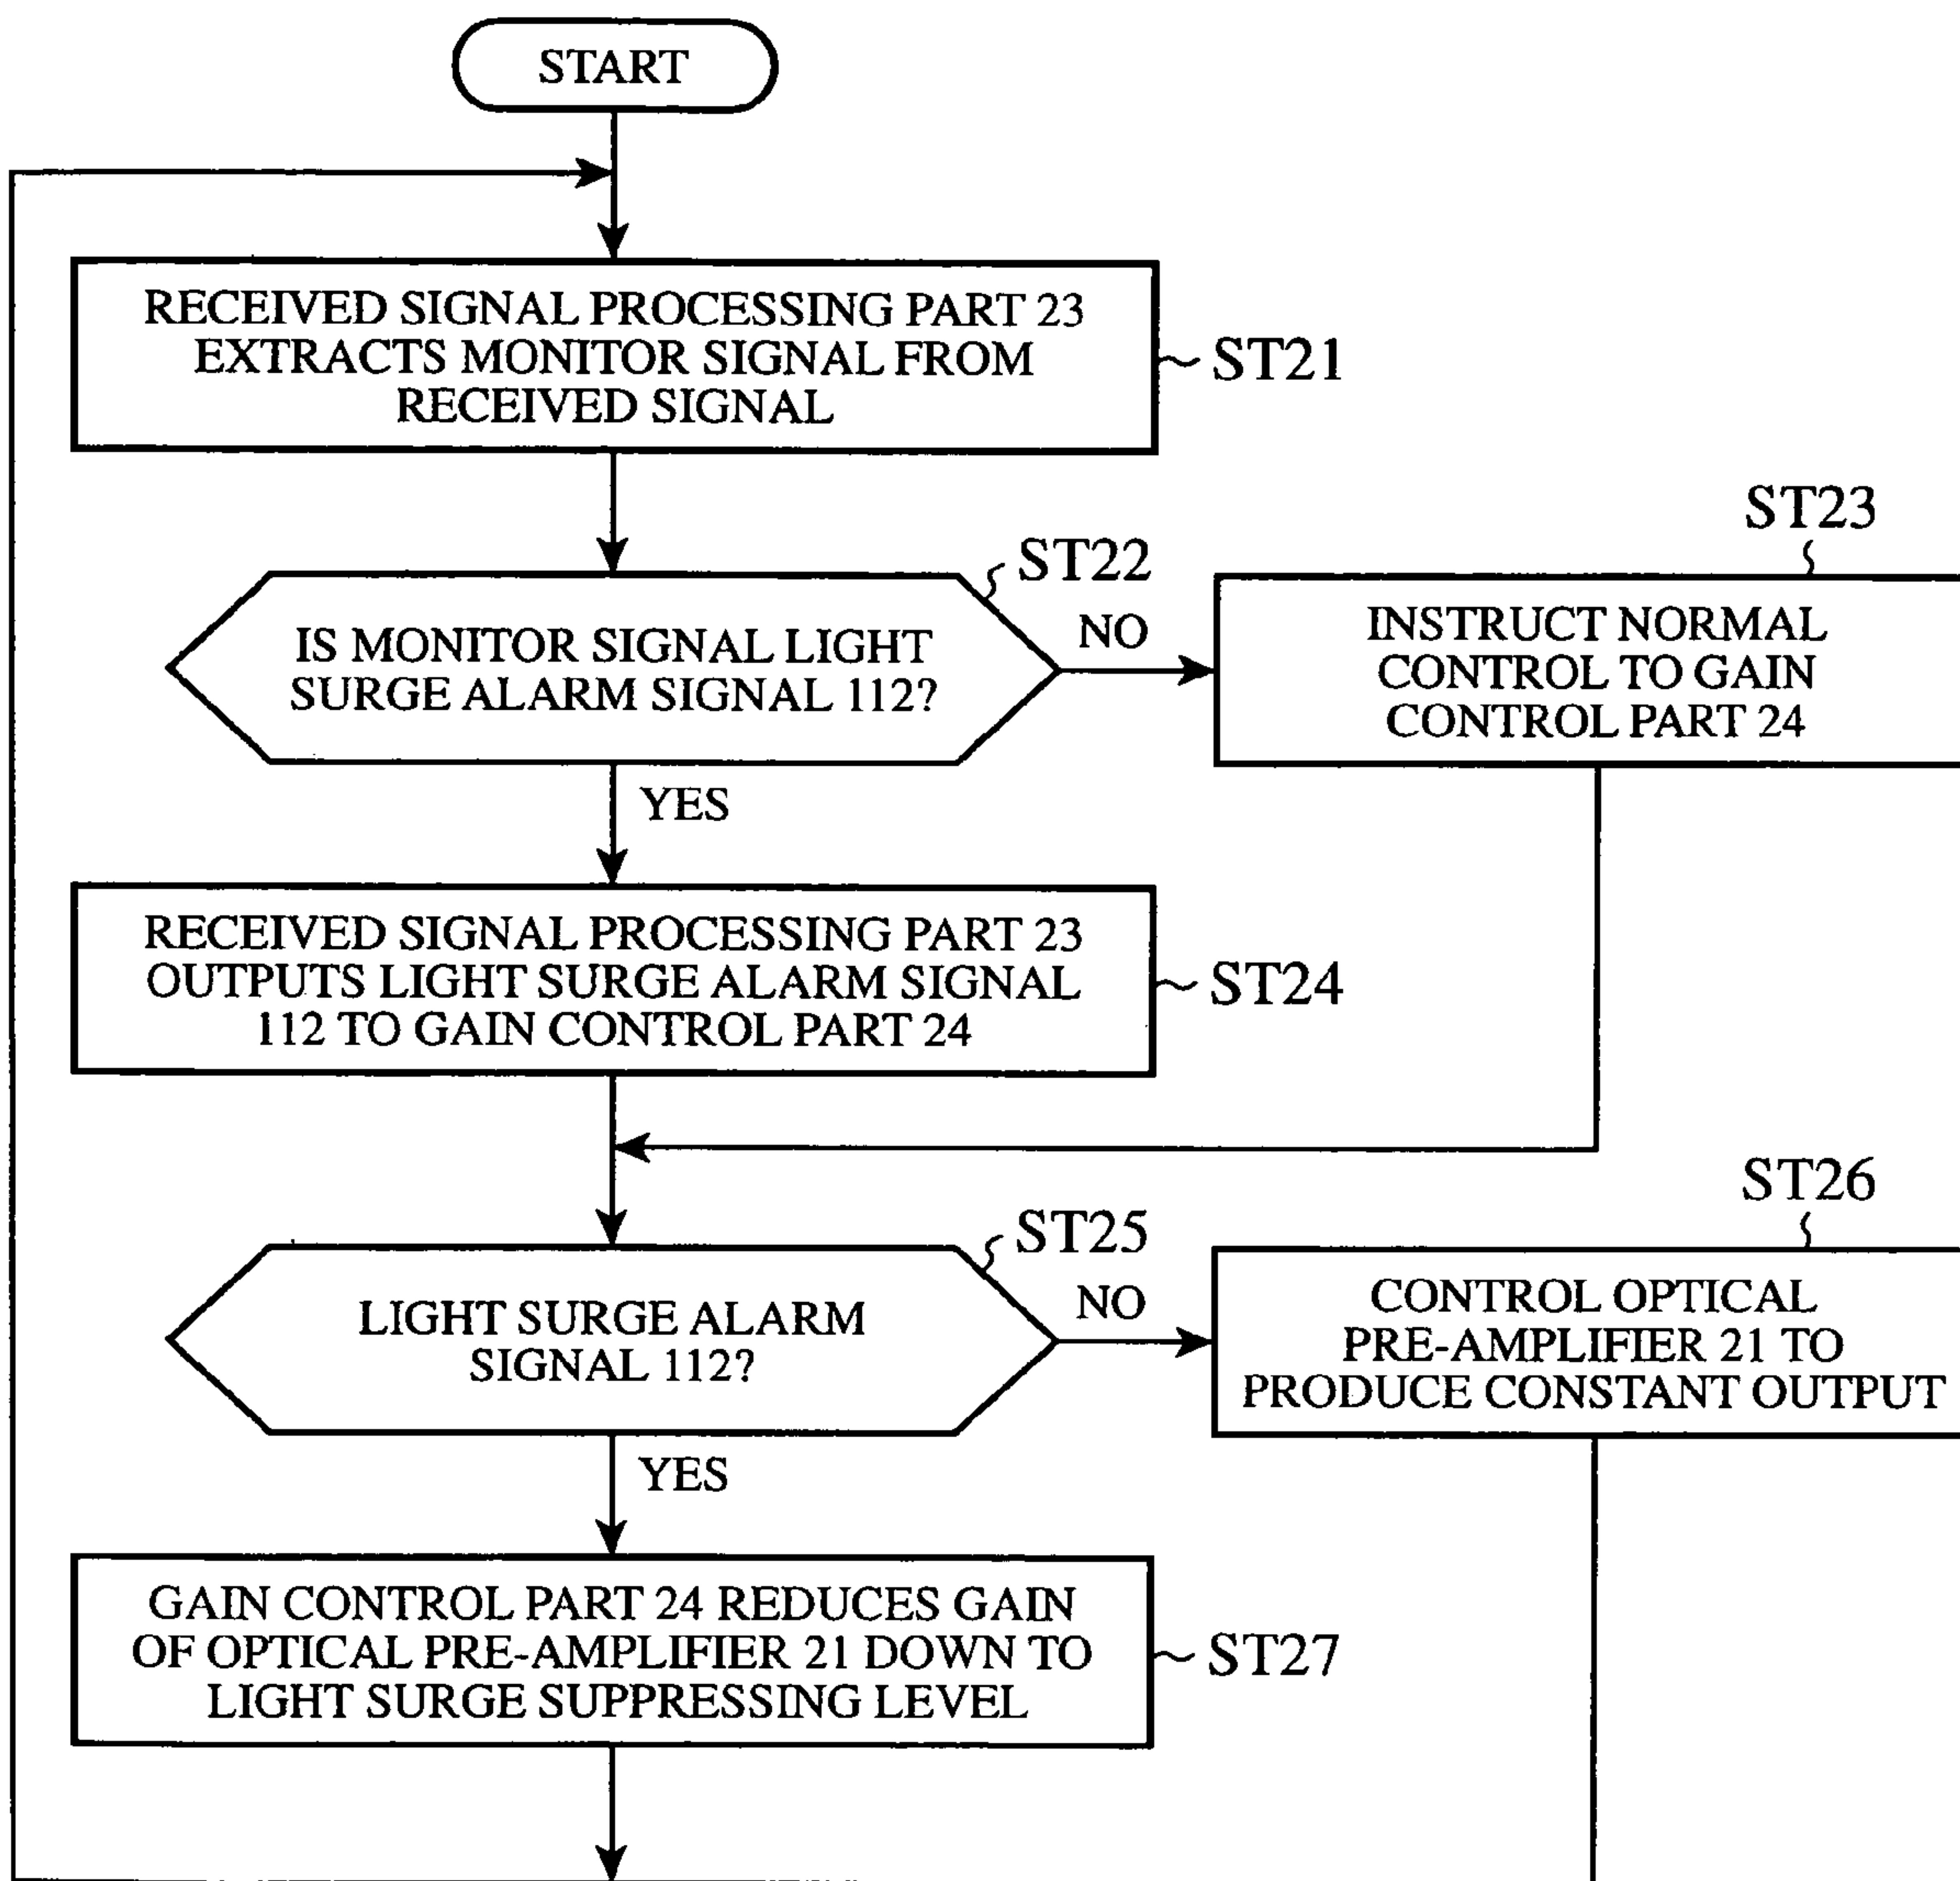 START
RECEIVED SIGNAL PROCESSING PART 23
EXTRACTS MONITOR SIGNAL FROM
RECEIVED SIGNAL
ST21
ST22
IS MONITOR SIGNAL LIGHT
SURGE ALARM SIGNAL 112?
NO
ST23
INSTRUCT NORMAL
CONTROL TO GAIN
CONTROL PART 24
YES
RECEIVED SIGNAL PROCESSING PART 23
OUTPUTS LIGHT SURGE ALARM SIGNAL
112 TO GAIN CONTROL PART 24
ST24
ST25
LIGHT SURGE ALARM
SIGNAL 112?
NO
ST26
CONTROL OPTICAL
PRE-AMPLIFIER 21 TO
PRODUCE CONSTANT OUTPUT
YES
GAIN CONTROL PART 24 REDUCES GAIN
OF OPTICAL PRE-AMPLIFIER 21 DOWN TO
LIGHT SURGE SUPPRESSING LEVEL
ST27